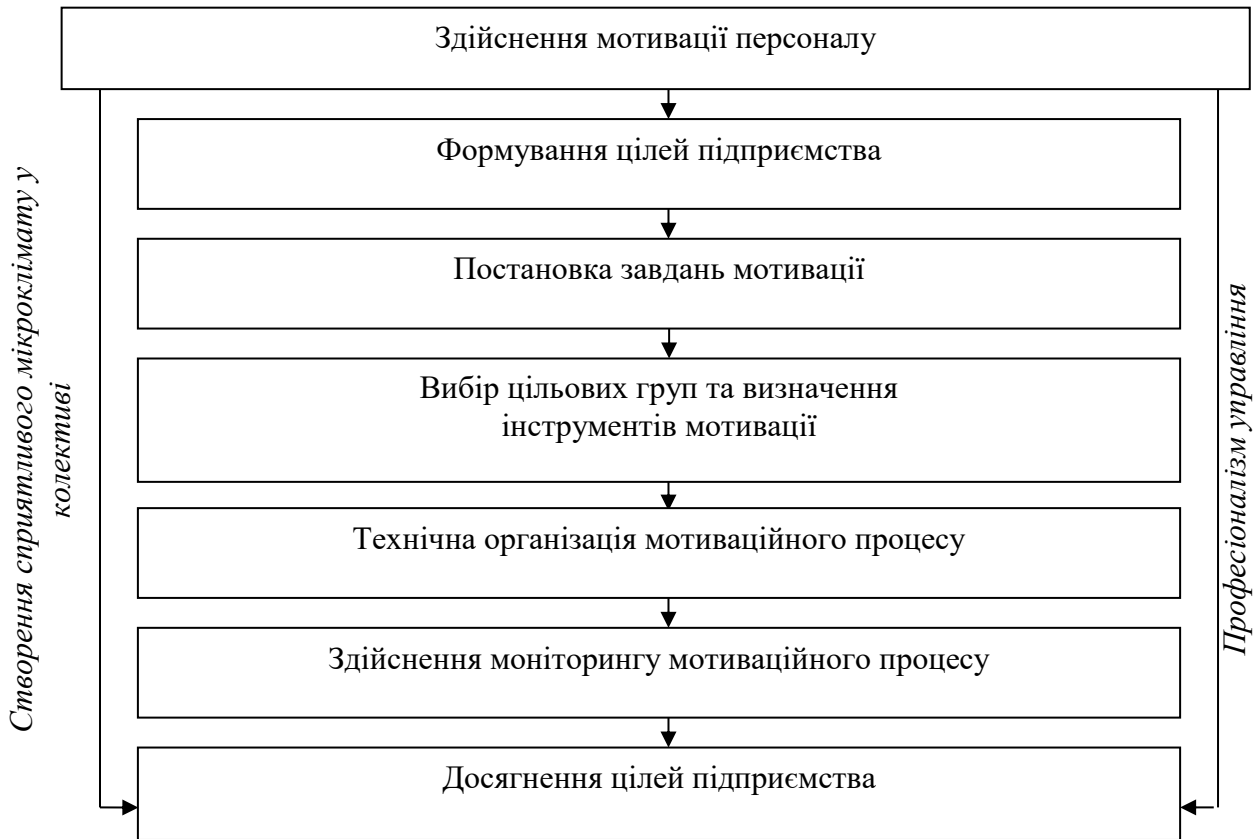 Здійснення мотивації персоналу
Формування цілей підприємства
Постановка завдань мотивації
Вибір цільових груп та визначення
інструментів мотивації
Технічна організація мотиваційного процесу
Здійснення моніторингу мотиваційного процесу
Досягнення цілей підприємства
Створення сприятливого мікроклімату у
колективі
Професіоналізм управління